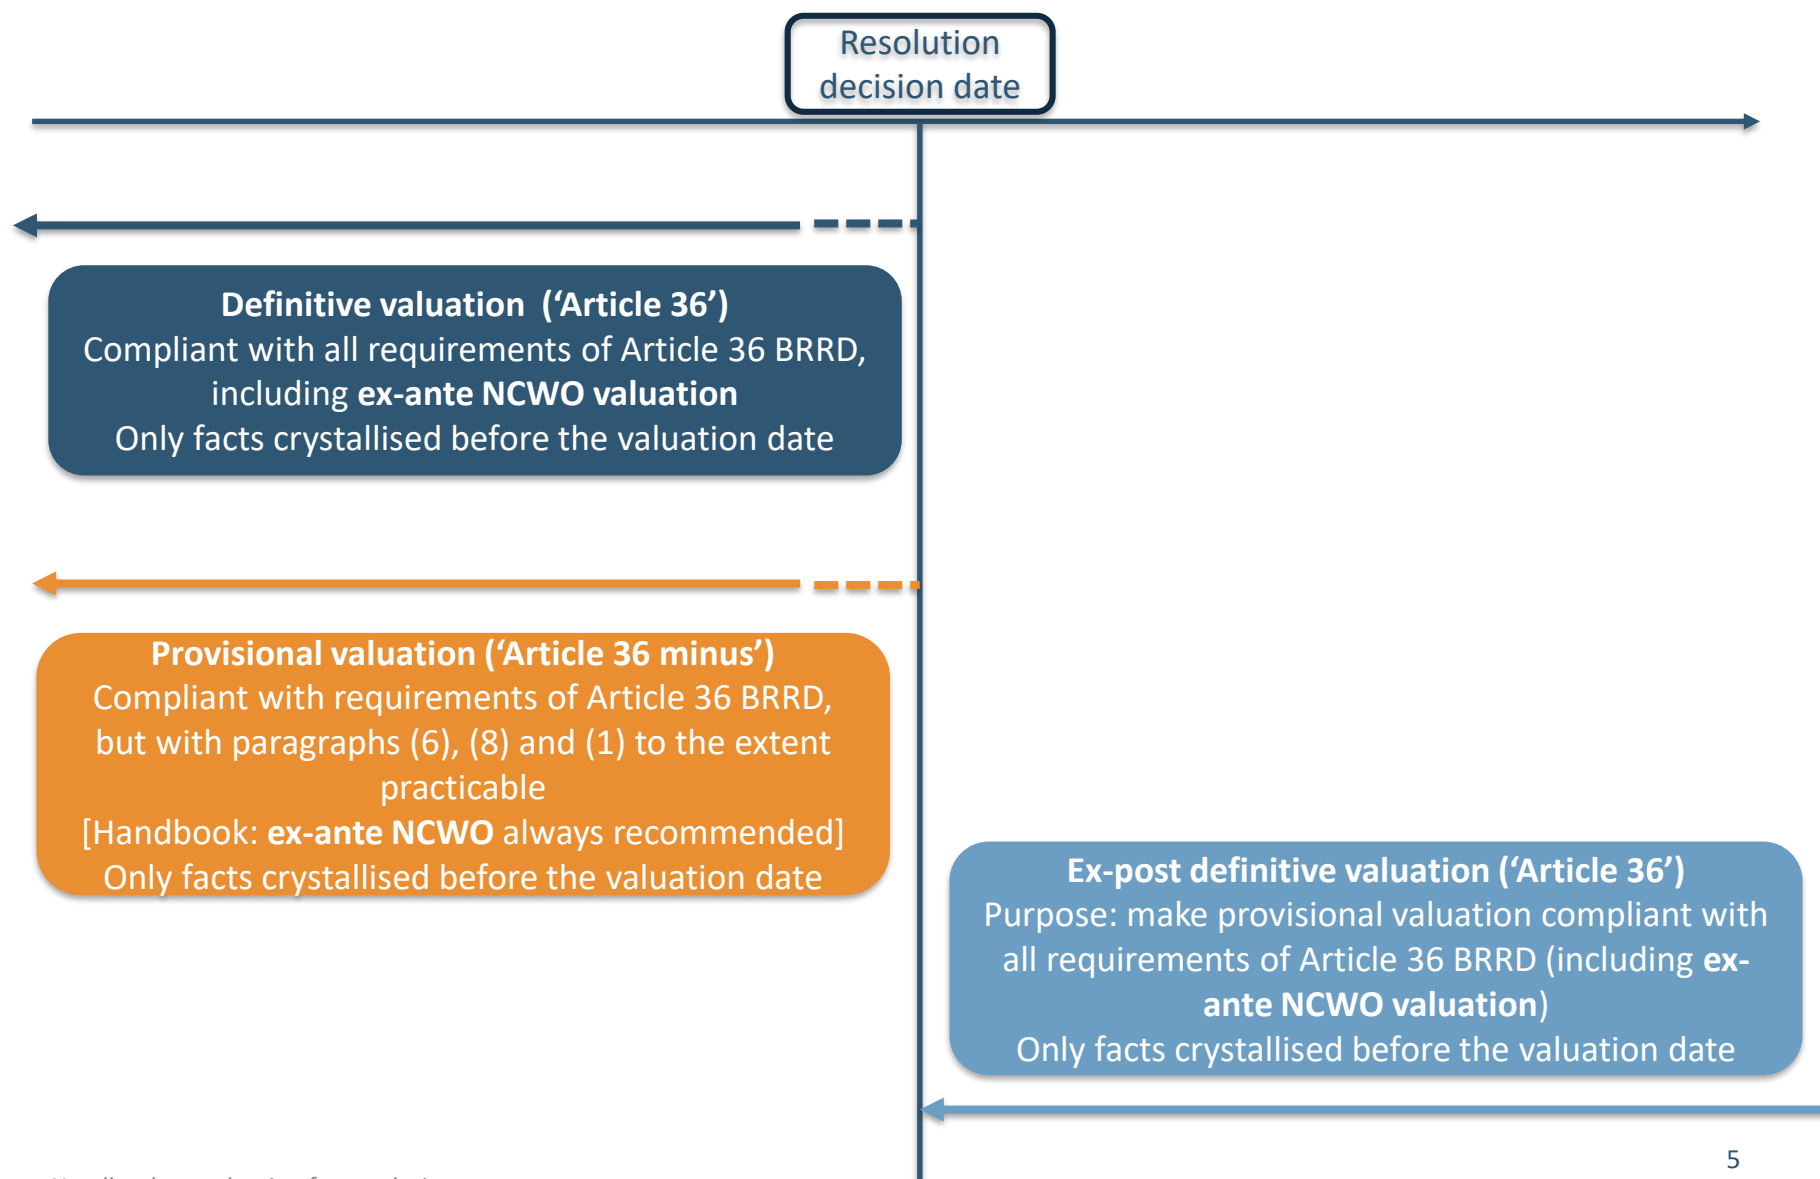 Resolution
decision date
Definitive valuation  (‘Article 36’)
Compliant with all requirements of Article 36 BRRD,
including ex-ante NCWO valuation
Only facts crystallised before the valuation date
Provisional valuation (‘Article 36 minus’)
Compliant with requirements of Article 36 BRRD,
but with paragraphs (6), (8) and (1) to the extent
practicable
[Handbook: ex-ante NCWO always recommended]
Only facts crystallised before the valuation date
Ex-post definitive valuation (‘Article 36’)
Purpose: make provisional valuation compliant with
all requirements of Article 36 BRRD (including ex-
ante NCWO valuation)
Only facts crystallised before the valuation date
5